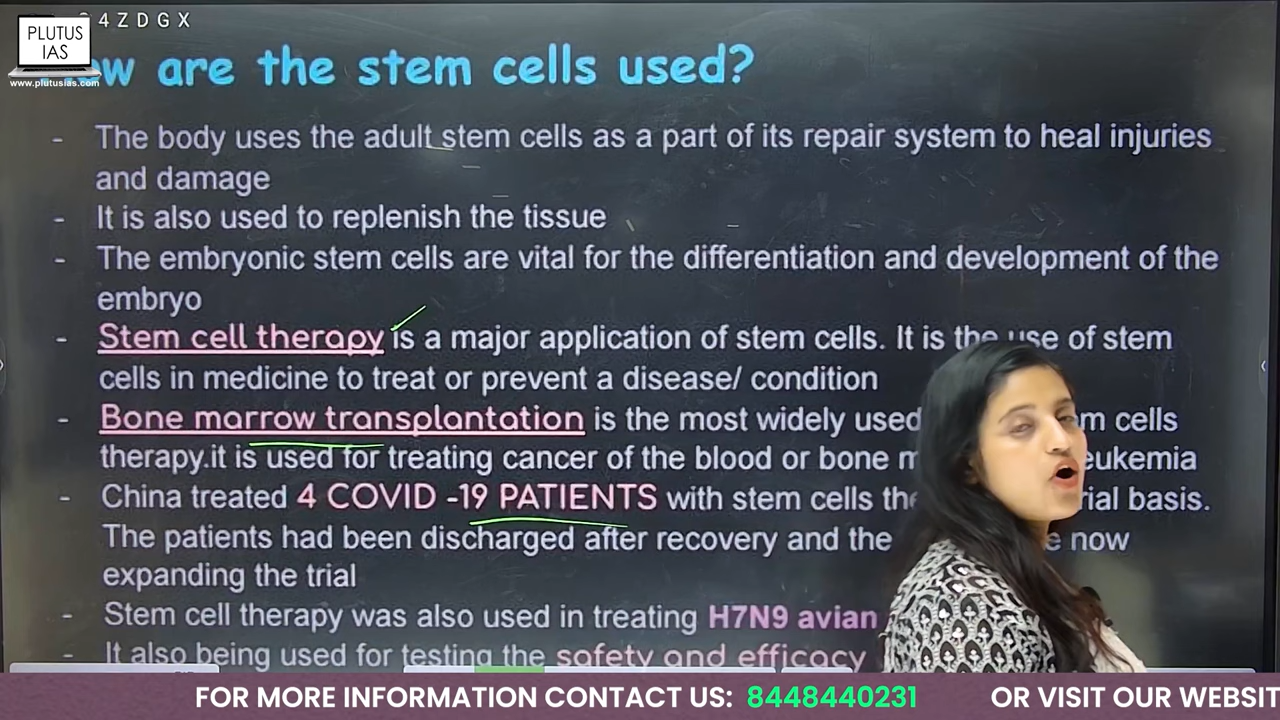 4ZDGX
PLUTUS
IAS
www.plutusias.com
are the stem cells used?
- The body uses the adult stem cells as a part of its repair system to heal injuries
and damage
- It is also used to replenish the tissue
- The embryonic stem cells are vital for the differentiation and development of the
embryo
- Stem cell therapy is a major application of stem cells. It is the use of stem
cells in medicine to treat or prevent a disease/ condition
- Bone marrow transplantation is the most widely used cells
therapy.it is used for treating cancer of the blood or bone
- China treated 4 COVID -19 PATIENTS with stem cells basis.
The patients had been discharged after recovery and the now
expanding the trial
- Stem cell therapy was also used in treating H7N9 avian
- It also being used for testing the safety and efficacy
FOR MORE INFORMATION CONTACT US: 8448440231 OR VISIT OUR